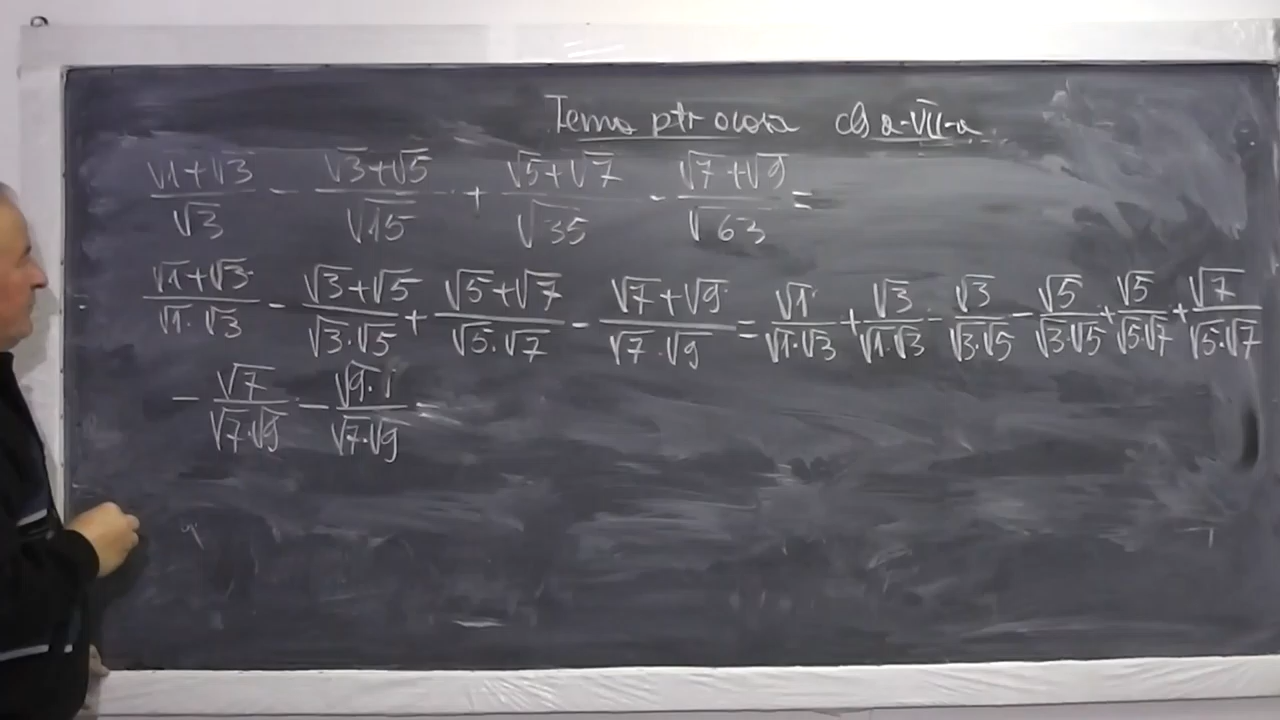 Tema ptr acasa cls a-VII-a
(√1+√3)/√3 - (√3+√5)/√15 + (√5+√7)/√35 - (√7+√9)/√63 =
(√1+√3)/(√1·√3) - (√3+√5)/(√3·√5) + (√5+√7)/(√5·√7) - (√7+√9)/(√7·√9) = √1/(√1·√3) + √3/(√1·√3) - √3/(√3·√5) - √5/(√3·√5) + √5/(√5·√7) + √7/(√5·√7)
- √7/(√7·√9) - √9/(√7·√9) =